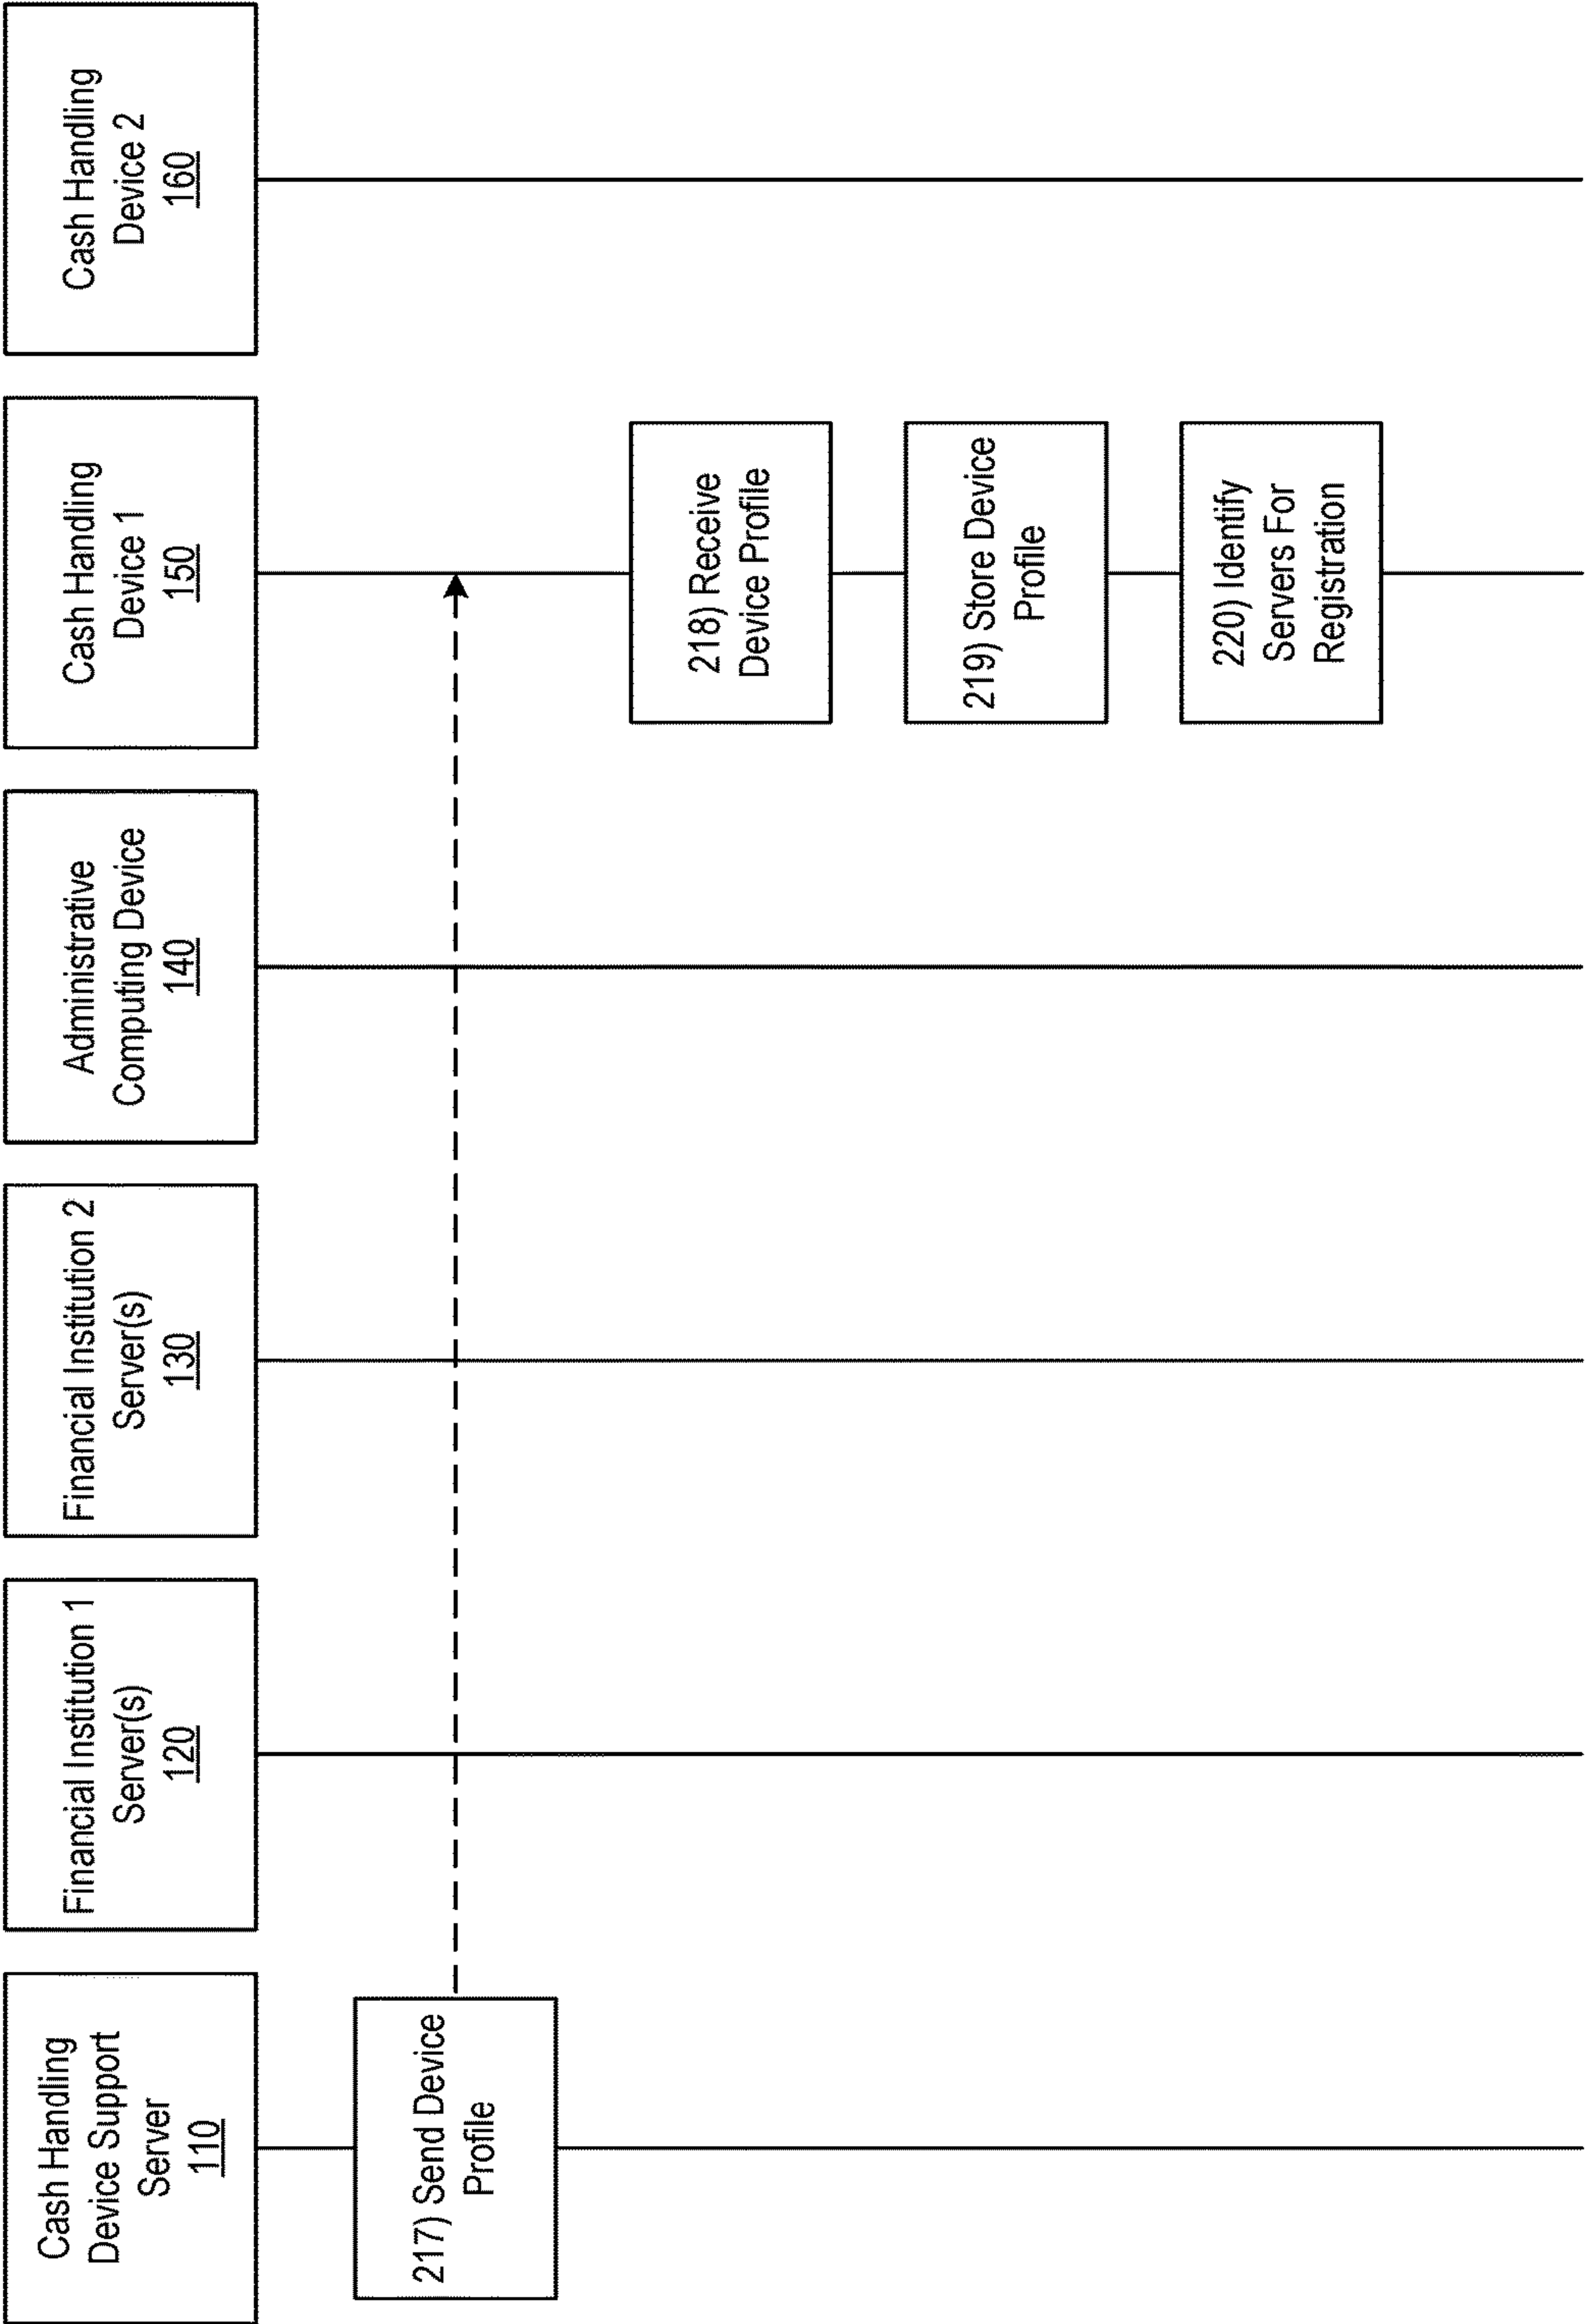 Cash Handling
Device Support
Server
110
Financial Institution 1
Server(s)
120
Financial Institution 2
Server(s)
130
Administrative
Computing Device
140
Cash Handling
Device 1
150
Cash Handling
Device 2
160
217) Send Device
Profile
218) Receive
Device Profile
219) Store Device
Profile
220) Identify
Servers For
Registration